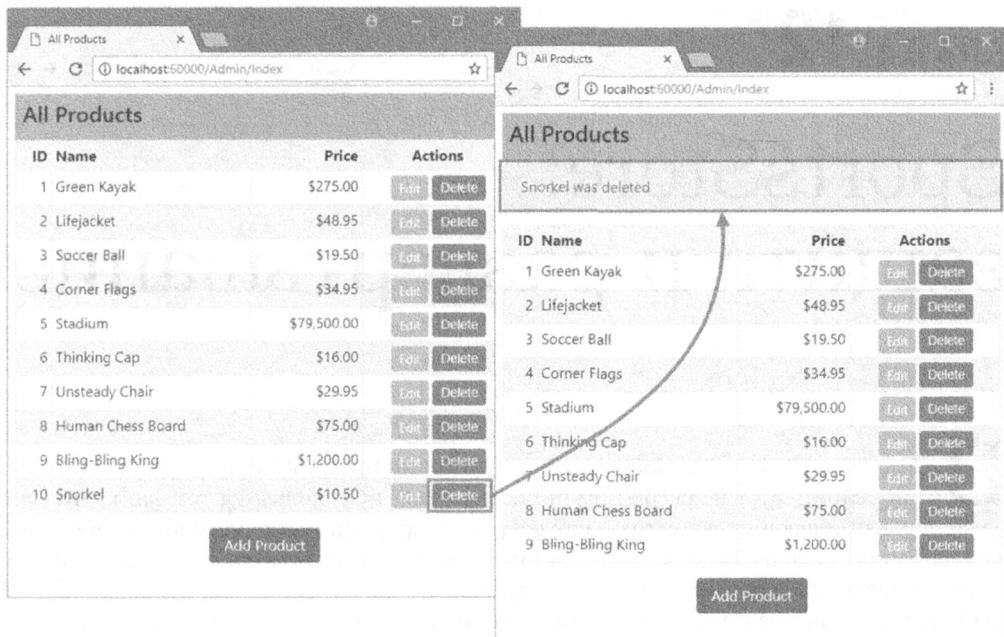 All Products
localhost:60000/Admin/Index
All Products
ID Name Price Actions
1 Green Kayak $275.00 Edit Delete
2 Lifejacket $48.95 Edit Delete
3 Soccer Ball $19.50 Edit Delete
4 Corner Flags $34.95 Edit Delete
5 Stadium $79,500.00 Edit Delete
6 Thinking Cap $16.00 Edit Delete
7 Unsteady Chair $29.95 Edit Delete
8 Human Chess Board $75.00 Edit Delete
9 Bling-Bling King $1,200.00 Edit Delete
10 Snorkel $10.50 Edit Delete
Add Product
All Products
localhost:60000/Admin/Index
All Products
Snorkel was deleted
ID Name Price Actions
1 Green Kayak $275.00 Edit Delete
2 Lifejacket $48.95 Edit Delete
3 Soccer Ball $19.50 Edit Delete
4 Corner Flags $34.95 Edit Delete
5 Stadium $79,500.00 Edit Delete
6 Thinking Cap $16.00 Edit Delete
7 Unsteady Chair $29.95 Edit Delete
8 Human Chess Board $75.00 Edit Delete
9 Bling-Bling King $1,200.00 Edit Delete
Add Product